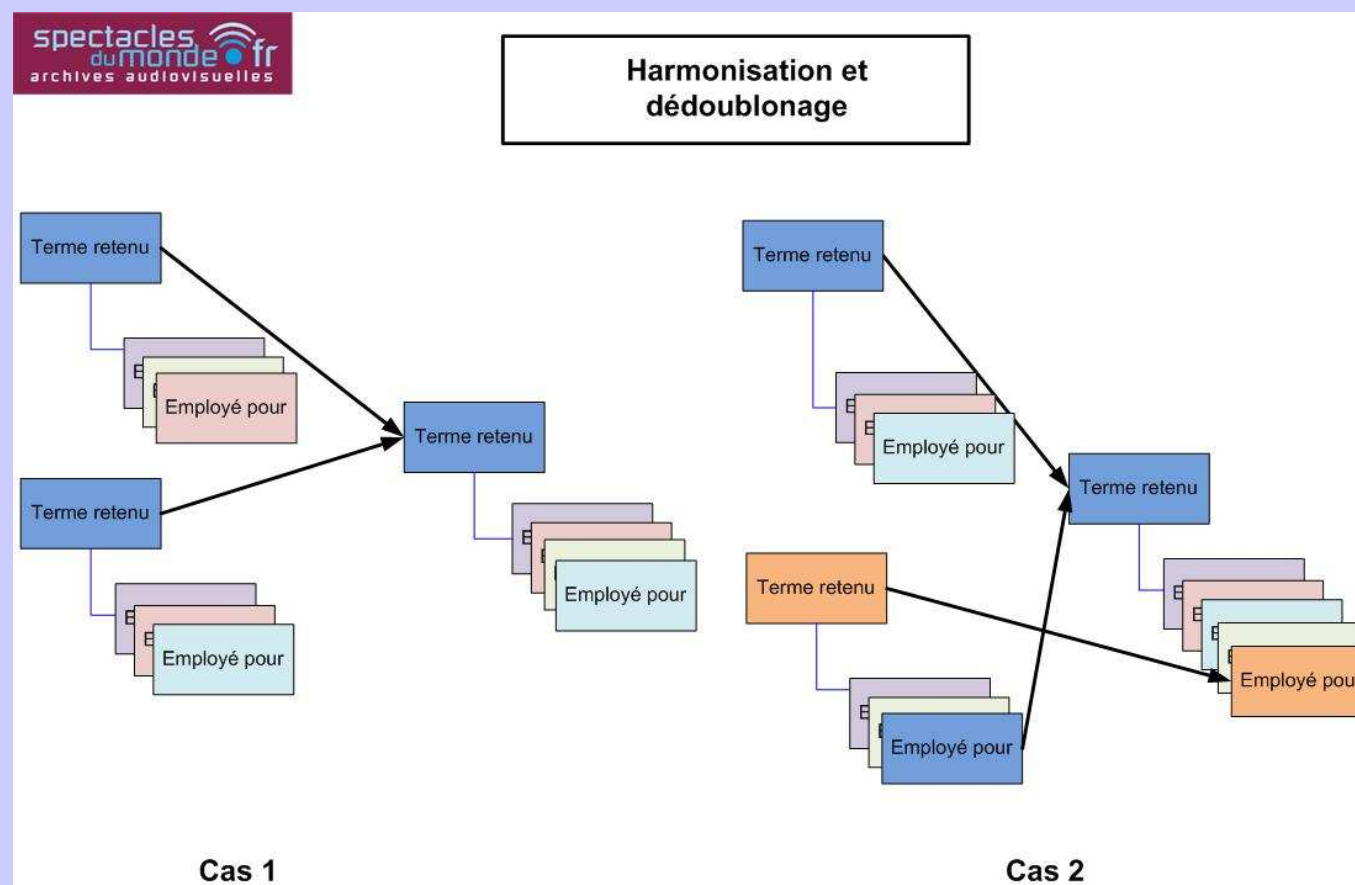 spectacles
du monde fr
archives audiovisuelles
Harmonisation et
dédoublonage
Terme retenu
E
E
Employé pour
Terme retenu
E
E
Employé pour
Terme retenu
E
E
E
Employé pour
Cas 1
Terme retenu
E
E
Employé pour
Terme retenu
E
E
Employé pour
Terme retenu
E
E
E
E
Employé pour
Cas 2